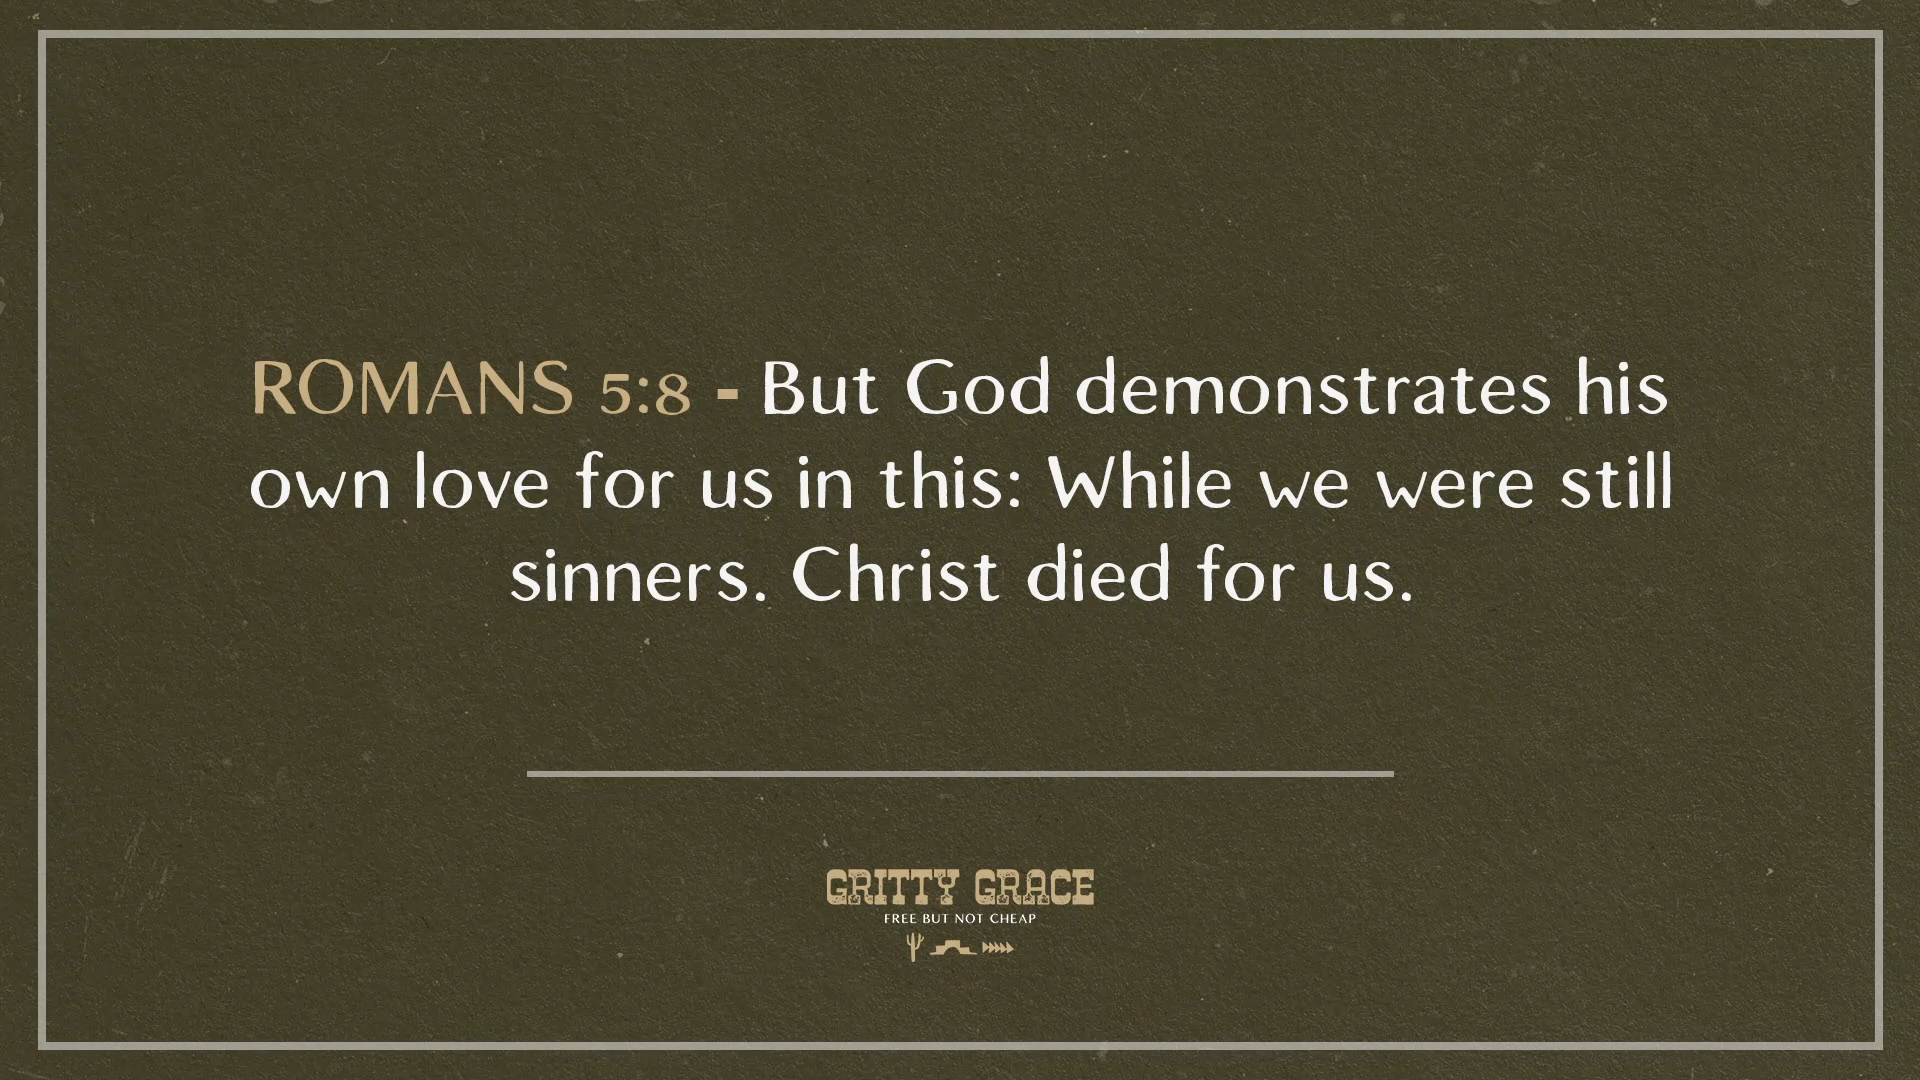 ROMANS 5:8 - But God demonstrates his
own love for us in this: While we were still
sinners. Christ died for us.
GRITTY GRACE
FREE BUT NOT CHEAP